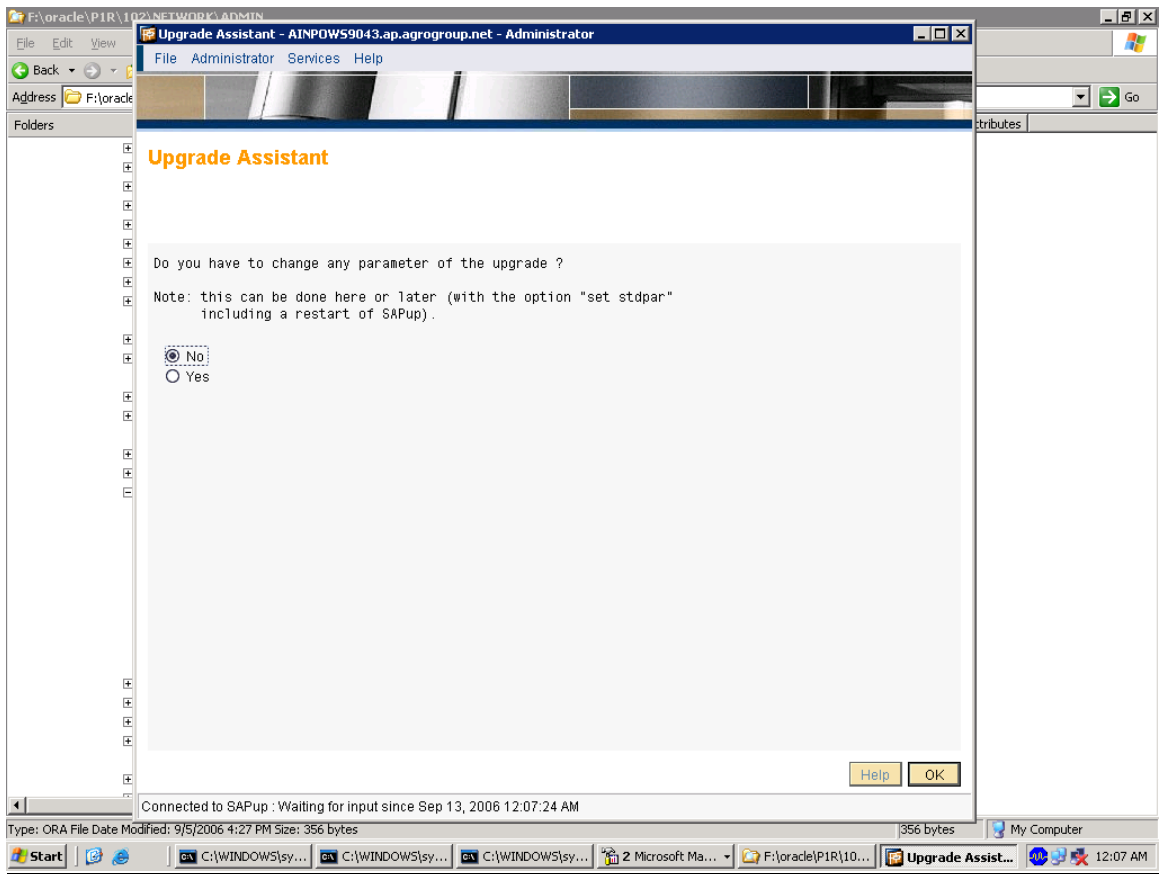 F:\oracle\P1R\102\NETWORK\ADMIN
File Edit View
Back
Address F:\oracle
Go
Folders
Upgrade Assistant - AINPOWS9043.ap.agrogroup.net - Administrator
File Administrator Services Help
Upgrade Assistant
Do you have to change any parameter of the upgrade ?
Note: this can be done here or later (with the option "set stdpar"
including a restart of SAPup).
No
Yes
Help OK
Connected to SAPup : Waiting for input since Sep 13, 2006 12:07:24 AM
ttributes
Type: ORA File Date Modified: 9/5/2006 4:27 PM Size: 356 bytes 356 bytes My Computer
Start C:\WINDOWS\sy... C:\WINDOWS\sy... C:\WINDOWS\sy... 2 Microsoft Ma... F:\oracle\P1R\10... Upgrade Assist... 12:07 AM